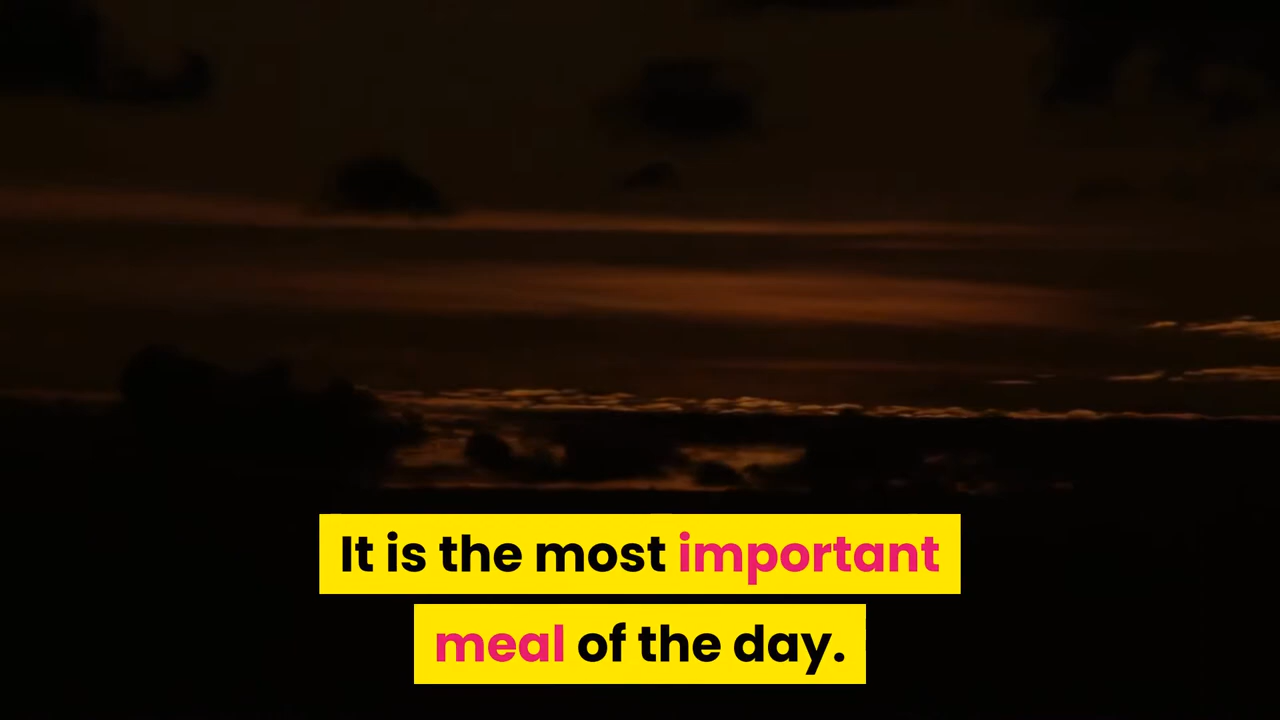 It is the most important
meal of the day.